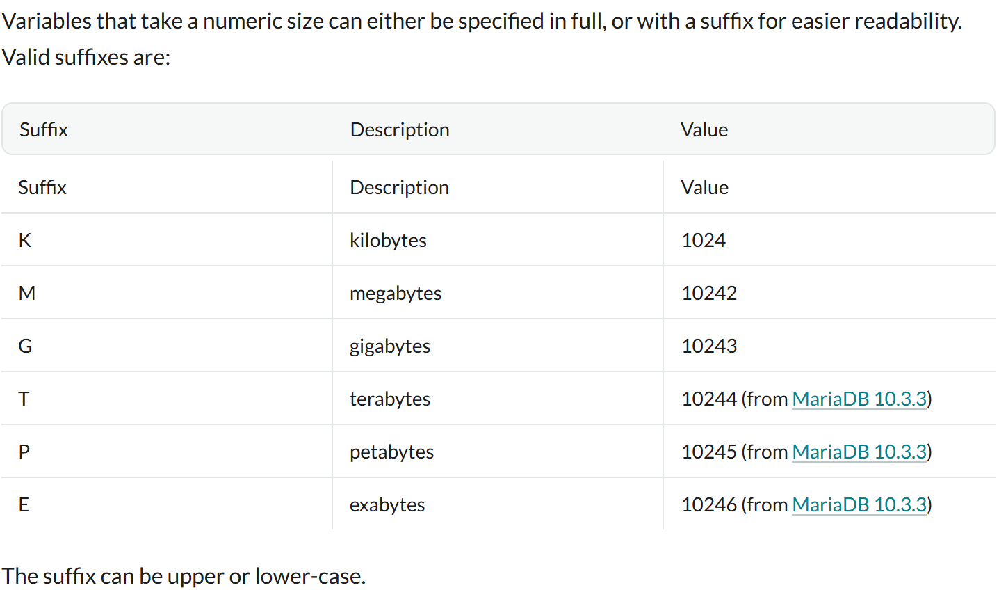 Variables that take a numeric size can either be specified in full, or with a suffix for easier readability.
Valid suffixes are:
Suffix Description Value
Suffix Description Value
K kilobytes 1024
M megabytes 10242
G gigabytes 10243
T terabytes 10244 (from MariaDB 10.3.3)
P petabytes 10245 (from MariaDB 10.3.3)
E exabytes 10246 (from MariaDB 10.3.3)
The suffix can be upper or lower-case.